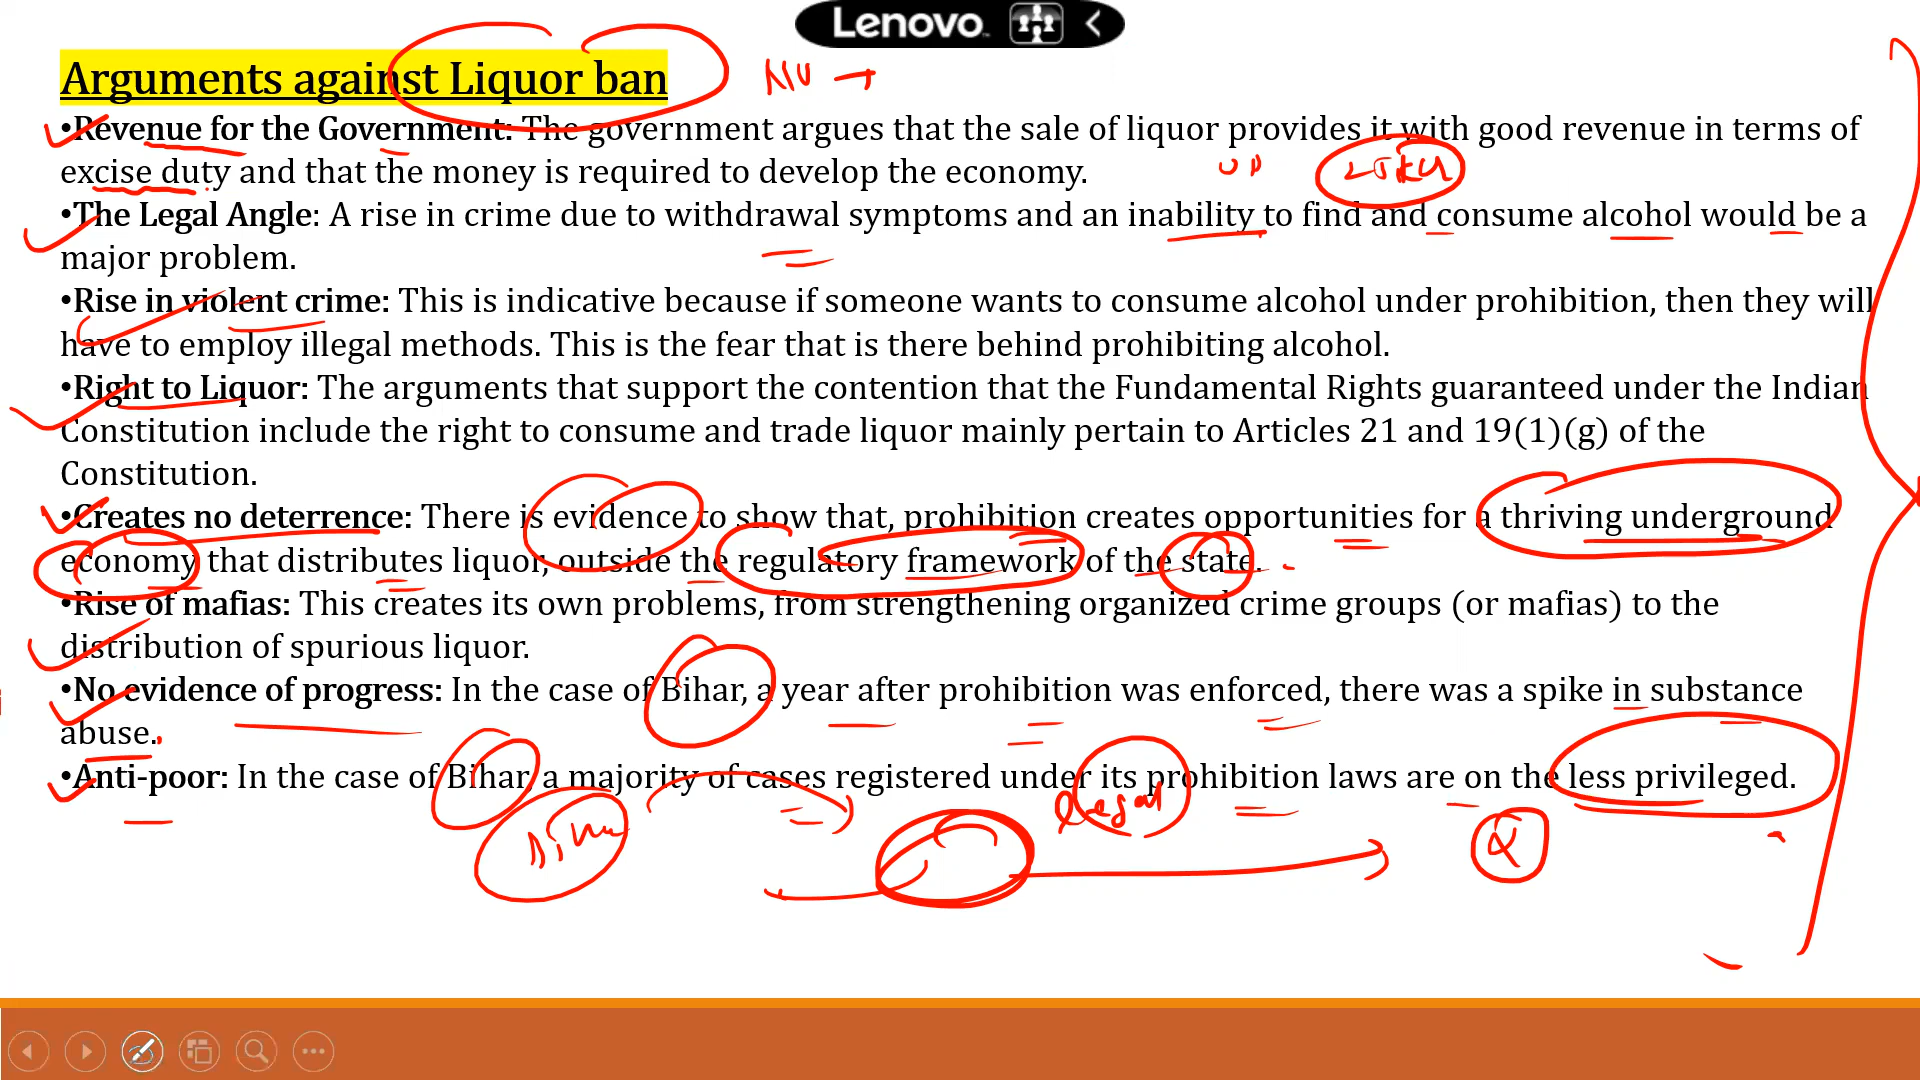 Lenovo
Arguments against Liquor ban
•Revenue for the Government: The government argues that the sale of liquor provides it with good revenue in terms of
excise duty and that the money is required to develop the economy.
•The Legal Angle: A rise in crime due to withdrawal symptoms and an inability to find and consume alcohol would be a
major problem.
•Rise in violent crime: This is indicative because if someone wants to consume alcohol under prohibition, then they will
have to employ illegal methods. This is the fear that is there behind prohibiting alcohol.
•Right to Liquor: The arguments that support the contention that the Fundamental Rights guaranteed under the Indian
Constitution include the right to consume and trade liquor mainly pertain to Articles 21 and 19(1)(g) of the
Constitution.
•Creates no deterrence: There is evidence to show that, prohibition creates opportunities for a thriving underground
economy that distributes liquor, outside the regulatory framework of the state.
•Rise of mafias: This creates its own problems, from strengthening organized crime groups (or mafias) to the
distribution of spurious liquor.
•No evidence of progress: In the case of Bihar, a year after prohibition was enforced, there was a spike in substance
abuse.
•Anti-poor: In the case of Bihar, a majority of cases registered under its prohibition laws are on the less privileged.